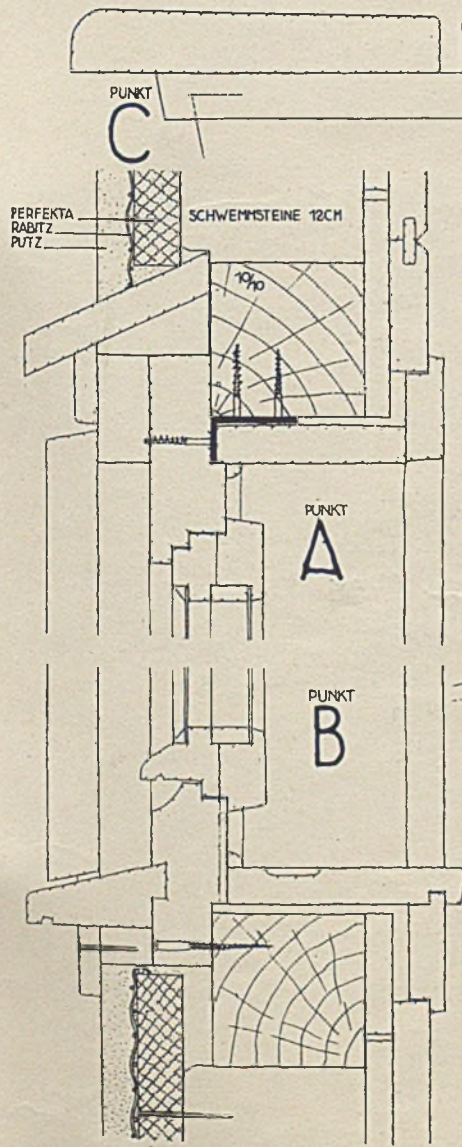 PUNKT
C
PERFEKTA
RABITZ
PUTZ
SCHWEMMSTEINE 12CM
10/10
PUNKT
A
PUNKT
B